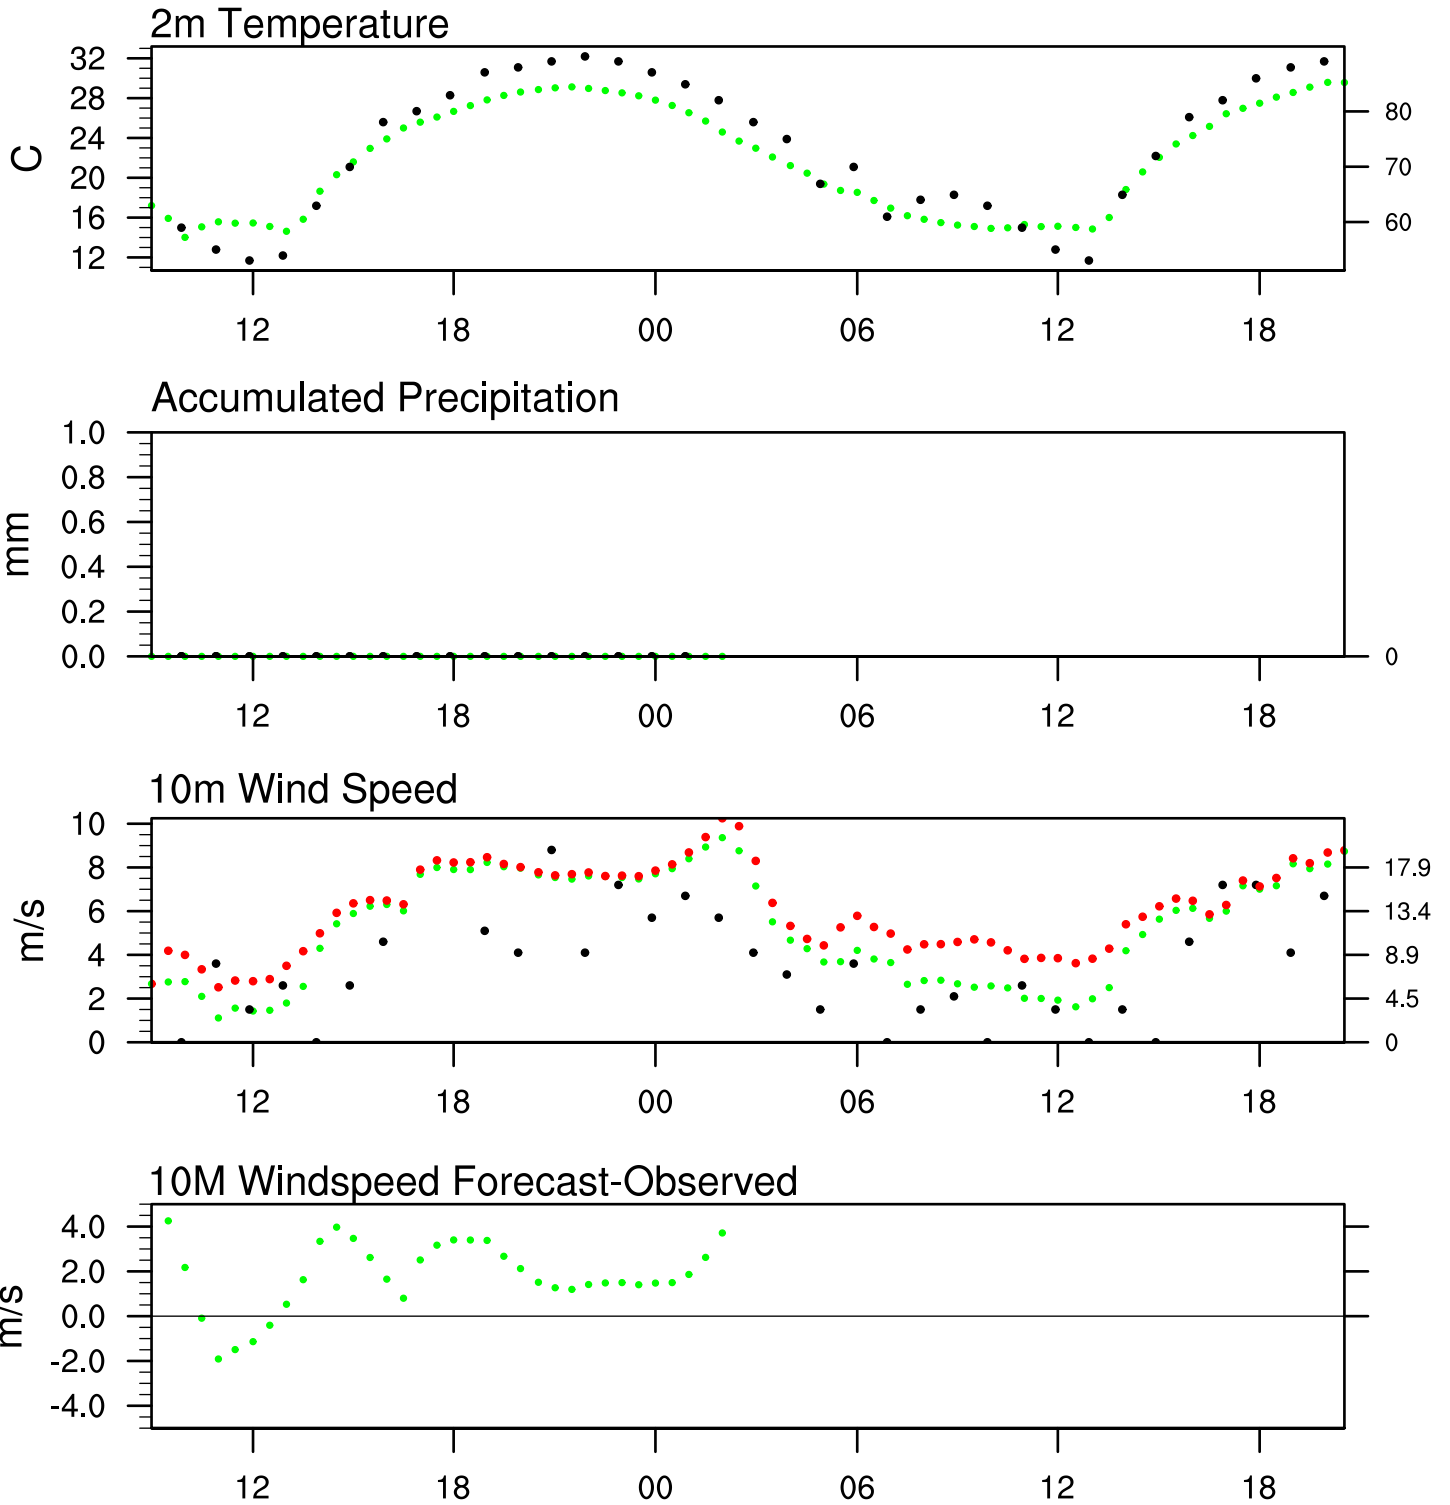 2m Temperature
32
28
24
20
16
12
C
80
70
60
12 18 00 06 12 18
Accumulated Precipitation
1.0
0.8
0.6
0.4
0.2
0.0
mm
0
12 18 00 06 12 18
10m Wind Speed
10
8
6
4
2
0
m/s
17.9
13.4
8.9
4.5
0
12 18 00 06 12 18
10M Windspeed Forecast-Observed
4.0
2.0
0.0
-2.0
-4.0
m/s
12 18 00 06 12 18